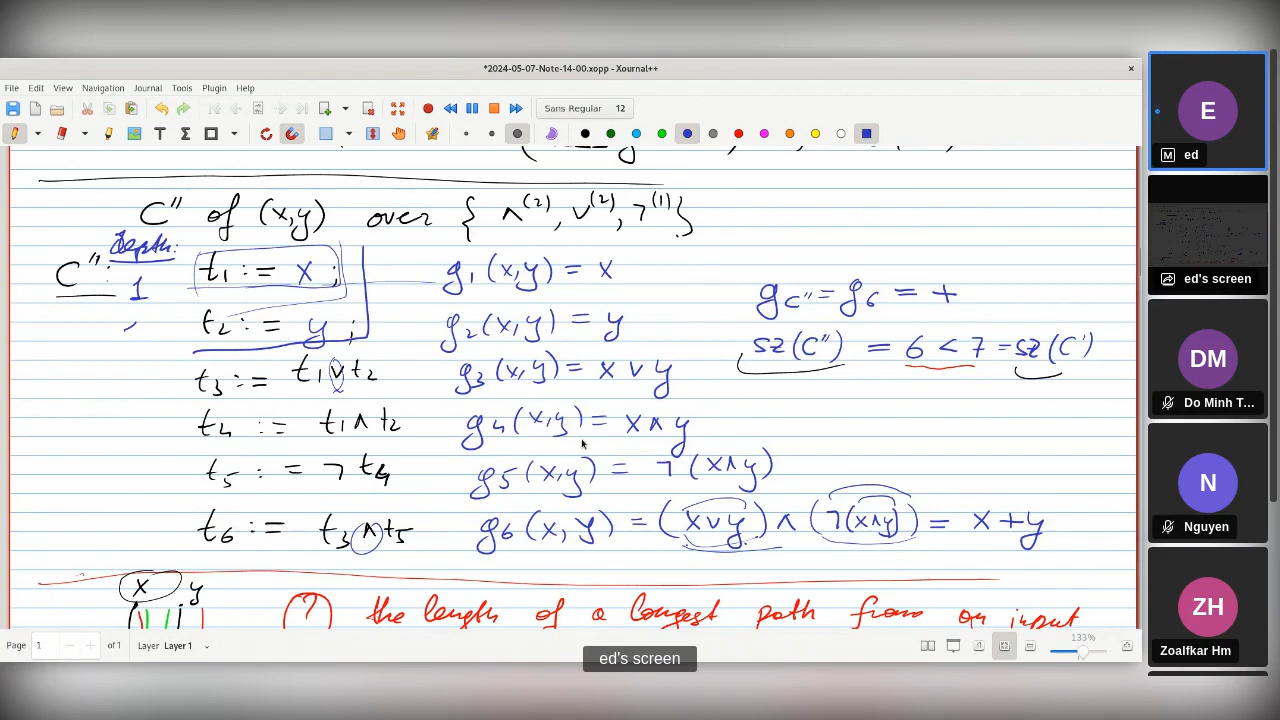 *2024-05-07-Note-14-00.xopp - Xournal++
File Edit View Navigation Journal Tools Plugin Help
Sans Regular 12
C'' of (x,y) over { ∧⁽²⁾, ∨⁽²⁾, ¬⁽¹⁾ }
depth:
C'': 1 t₁ := x ; g₁(x,y) = x
t₂ := y ; g₂(x,y) = y
t₃ := t₁ ∨ t₂ g₃(x,y) = x ∨ y
t₄ := t₁ ∧ t₂ g₄(x,y) = x ∧ y
t₅ := ¬ t₄ g₅(x,y) = ¬ (x∧y)
t₆ := t₃ ∧ t₅ g₆(x,y) = (x∨y) ∧ (¬(x∧y)) = x + y
g_C'' = g₆ = +
sz(C'') = 6 < 7 = sz(C')
x y
(?) the length of a longest path from an input
Page 1 of 1 Layer Layer 1
133%
ed's screen
E
ed
ed's screen
DM
Do Minh T...
N
Nguyen
ZH
Zoalfkar Hm